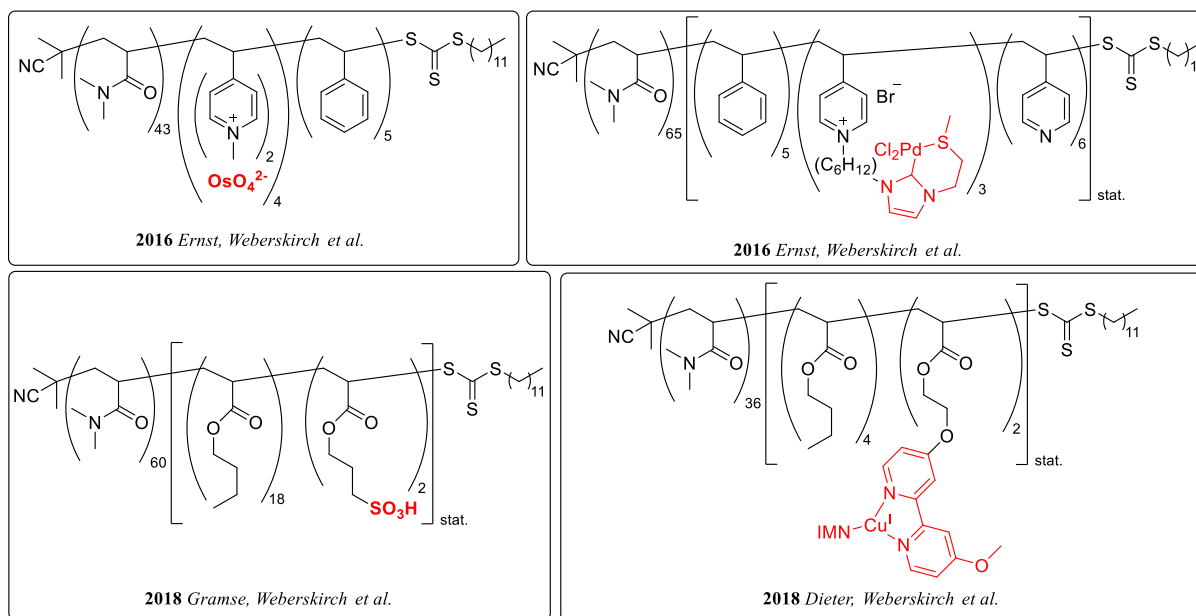 NC
N
O
43
+
N
2
OsO₄²⁻
4
5
S
S
S
11
2016 Ernst, Weberskirch et al.
NC
N
O
65
5
+
N
Br⁻
(C₆H₁₂)
Cl₂Pd
S
N
N
3
N
6
stat.
S
S
S
2016 Ernst, Weberskirch et al.
NC
N
O
60
O
O
18
O
O
SO₃H
2
stat.
S
S
S
11
2018 Gramse, Weberskirch et al.
NC
N
O
36
O
O
4
O
O
O
2
stat.
S
S
S
11
N
IMN
Cuᴵ
N
O
2018 Dieter, Weberskirch et al.